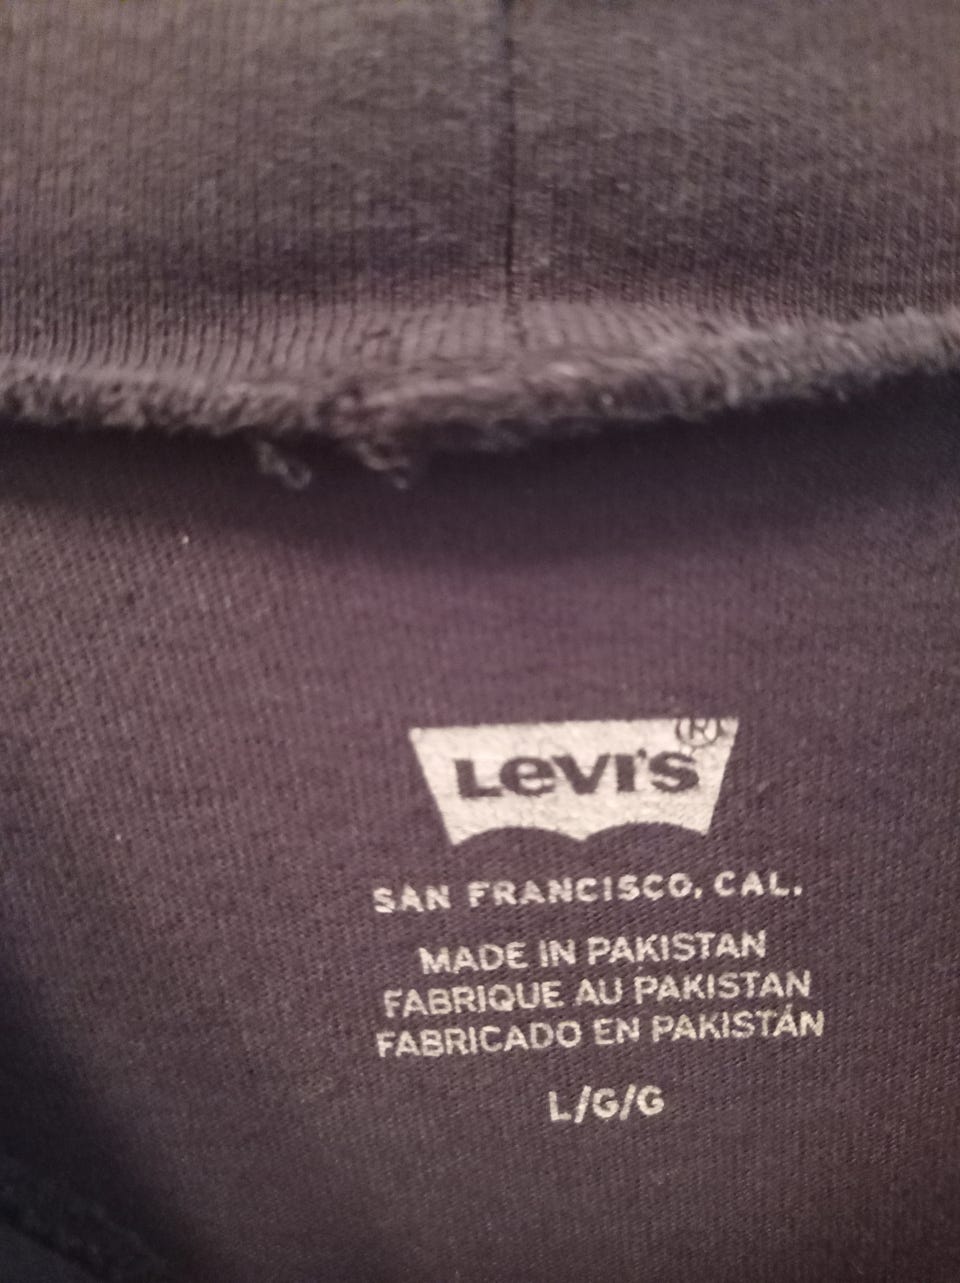 Levi's®
SAN FRANCISCO, CAL.
MADE IN PAKISTAN
FABRIQUE AU PAKISTAN
FABRICADO EN PAKISTÁN
L/G/G